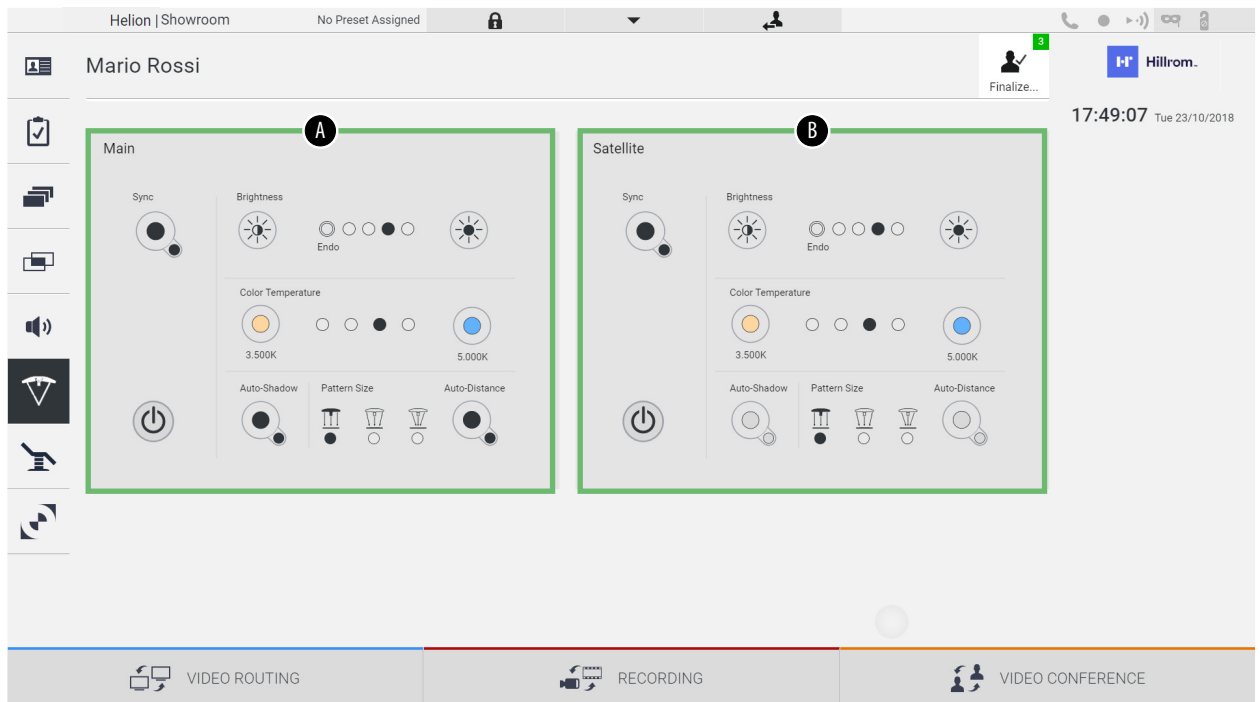 Helion | Showroom
No Preset Assigned
Mario Rossi
3
Finalize...
Hillrom
17:49:07 Tue 23/10/2018
A
Main
Sync
Brightness
Endo
Color Temperature
3.500K
5.000K
Auto-Shadow
Pattern Size
Auto-Distance
B
Satellite
Sync
Brightness
Endo
Color Temperature
3.500K
5.000K
Auto-Shadow
Pattern Size
Auto-Distance
VIDEO ROUTING
RECORDING
VIDEO CONFERENCE